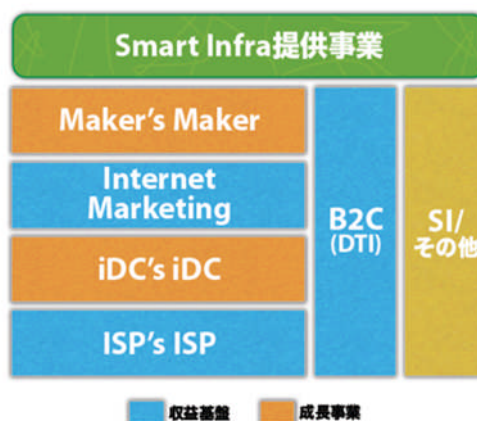 Smart Infra提供事業
Maker's Maker
Internet
Marketing
iDC's iDC
ISP's ISP
B2C
(DTI)
SI/
その他
収益基盤
成長事業